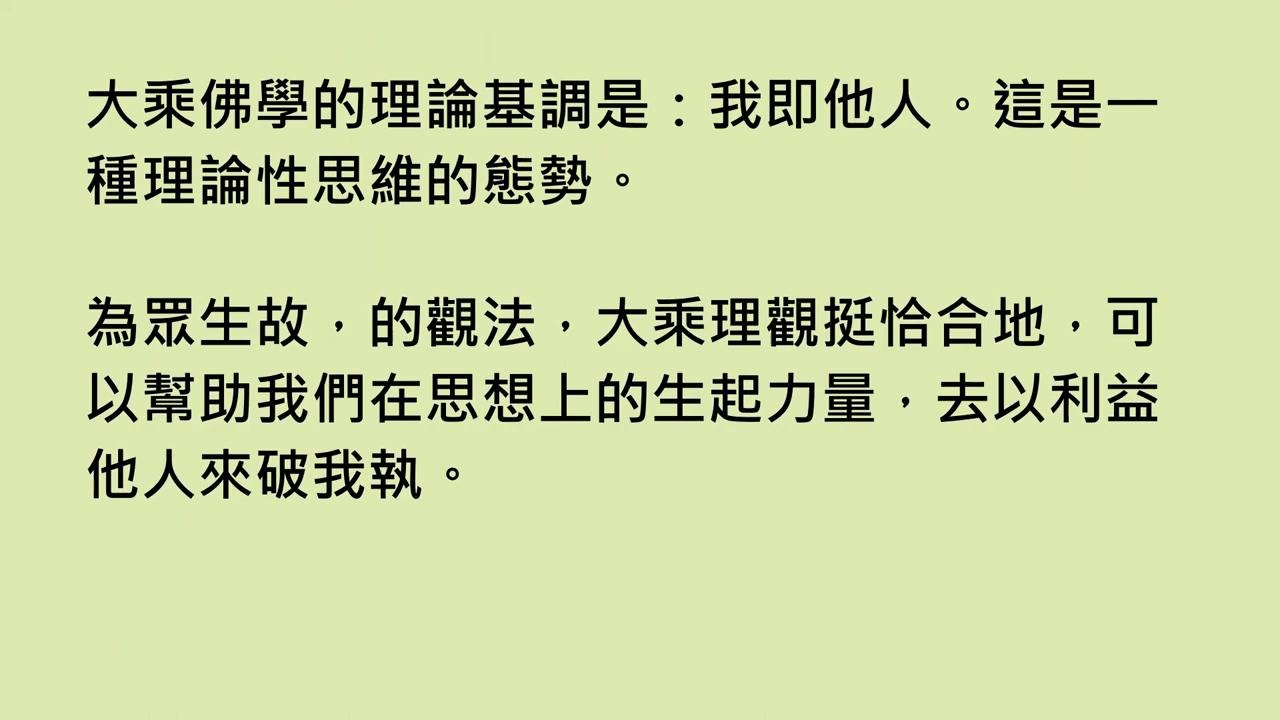 大乘佛學的理論基調是：我即他人。這是一
種理論性思維的態勢。
為眾生故，的觀法，大乘理觀挺恰合地，可
以幫助我們在思想上的生起力量，去以利益
他人來破我執。